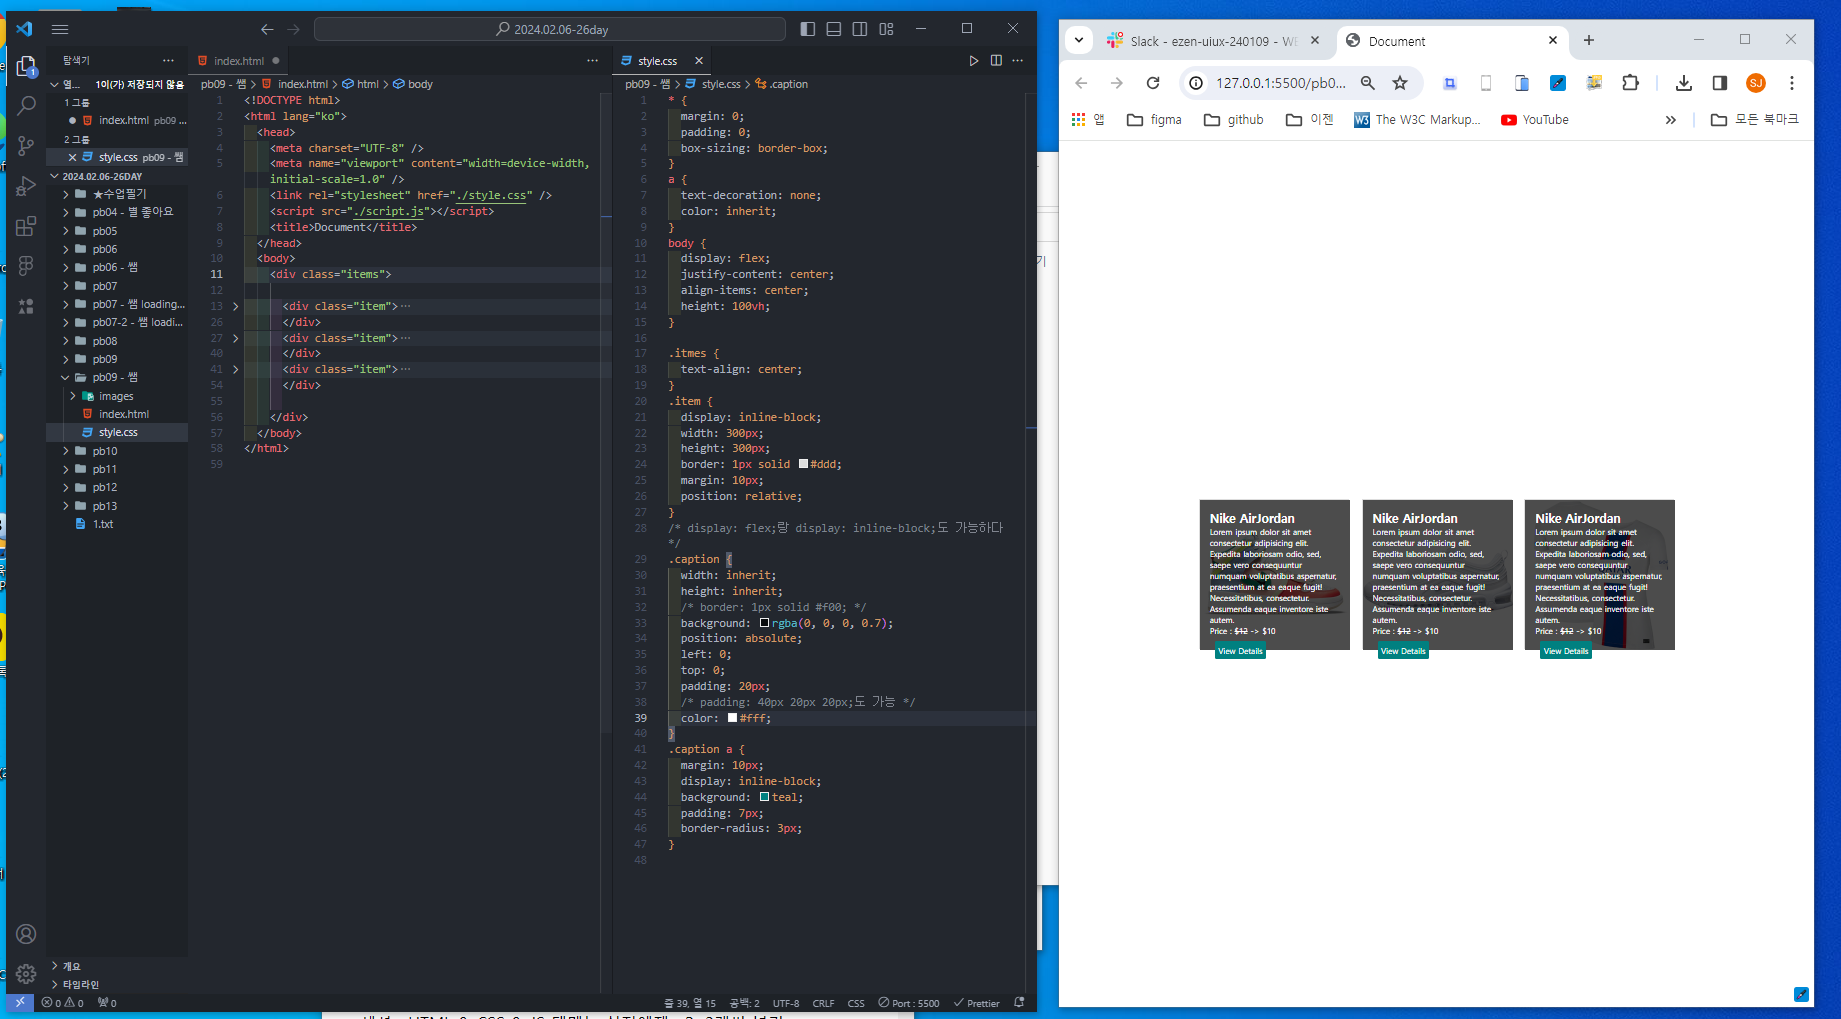 2024.02.06-26day
탐색기
열... 1이(가) 저장되지 않음
1 그룹
index.html pb09 ...
2 그룹
style.css pb09 - 쌤
2024.02.06-26DAY
★수업필기
pb04 - 별 좋아요
pb05
pb06
pb06 - 쌤
pb07
pb07 - 쌤 loading...
pb07-2 - 쌤 loadi...
pb08
pb09
pb09 - 쌤
images
index.html
style.css
pb10
pb11
pb12
pb13
1.txt
개요
타임라인
index.html
pb09 - 쌤 > index.html > html > body
1 <!DOCTYPE html>
2 <html lang="ko">
3 <head>
4 <meta charset="UTF-8" />
5 <meta name="viewport" content="width=device-width,
initial-scale=1.0" />
6 <link rel="stylesheet" href="./style.css" />
7 <script src="./script.js"></script>
8 <title>Document</title>
9 </head>
10 <body>
11 <div class="items">
12
13 <div class="item">⋯
26 </div>
27 <div class="item">⋯
40 </div>
41 <div class="item">⋯
54 </div>
55
56 </div>
57 </body>
58 </html>
59
style.css
pb09 - 쌤 > style.css > .caption
1 * {
2 margin: 0;
3 padding: 0;
4 box-sizing: border-box;
5 }
6 a {
7 text-decoration: none;
8 color: inherit;
9 }
10 body {
11 display: flex;
12 justify-content: center;
13 align-items: center;
14 height: 100vh;
15 }
16
17 .itmes {
18 text-align: center;
19 }
20 .item {
21 display: inline-block;
22 width: 300px;
23 height: 300px;
24 border: 1px solid #ddd;
25 margin: 10px;
26 position: relative;
27 }
28 /* display: flex;랑 display: inline-block;도 가능하다
*/
29 .caption {
30 width: inherit;
31 height: inherit;
32 /* border: 1px solid #f00; */
33 background: rgba(0, 0, 0, 0.7);
34 position: absolute;
35 left: 0;
36 top: 0;
37 padding: 20px;
38 /* padding: 40px 20px 20px;도 가능 */
39 color: #fff;
40 }
41 .caption a {
42 margin: 10px;
43 display: inline-block;
44 background: teal;
45 padding: 7px;
46 border-radius: 3px;
47 }
48
0 0 0
줄 39, 열 15 공백: 2 UTF-8 CRLF CSS Port : 5500 Prettier
Slack - ezen-uiux-240109 - WE
Document
127.0.0.1:5500/pb0...
SJ
앱 figma github 이젠 The W3C Markup... YouTube » 모든 북마크
Nike AirJordan
Lorem ipsum dolor sit amet
consectetur adipisicing elit.
Expedita laboriosam odio, sed,
saepe vero consequuntur
numquam voluptatibus aspernatur,
praesentium at ea eaque fugit!
Necessitatibus, consectetur.
Assumenda eaque inventore iste
autem.
Price : $12 -> $10
View Details
Nike AirJordan
Lorem ipsum dolor sit amet
consectetur adipisicing elit.
Expedita laboriosam odio, sed,
saepe vero consequuntur
numquam voluptatibus aspernatur,
praesentium at ea eaque fugit!
Necessitatibus, consectetur.
Assumenda eaque inventore iste
autem.
Price : $12 -> $10
View Details
Nike AirJordan
Lorem ipsum dolor sit amet
consectetur adipisicing elit.
Expedita laboriosam odio, sed,
saepe vero consequuntur
numquam voluptatibus aspernatur,
praesentium at ea eaque fugit!
Necessitatibus, consectetur.
Assumenda eaque inventore iste
autem.
Price : $12 -> $10
View Details